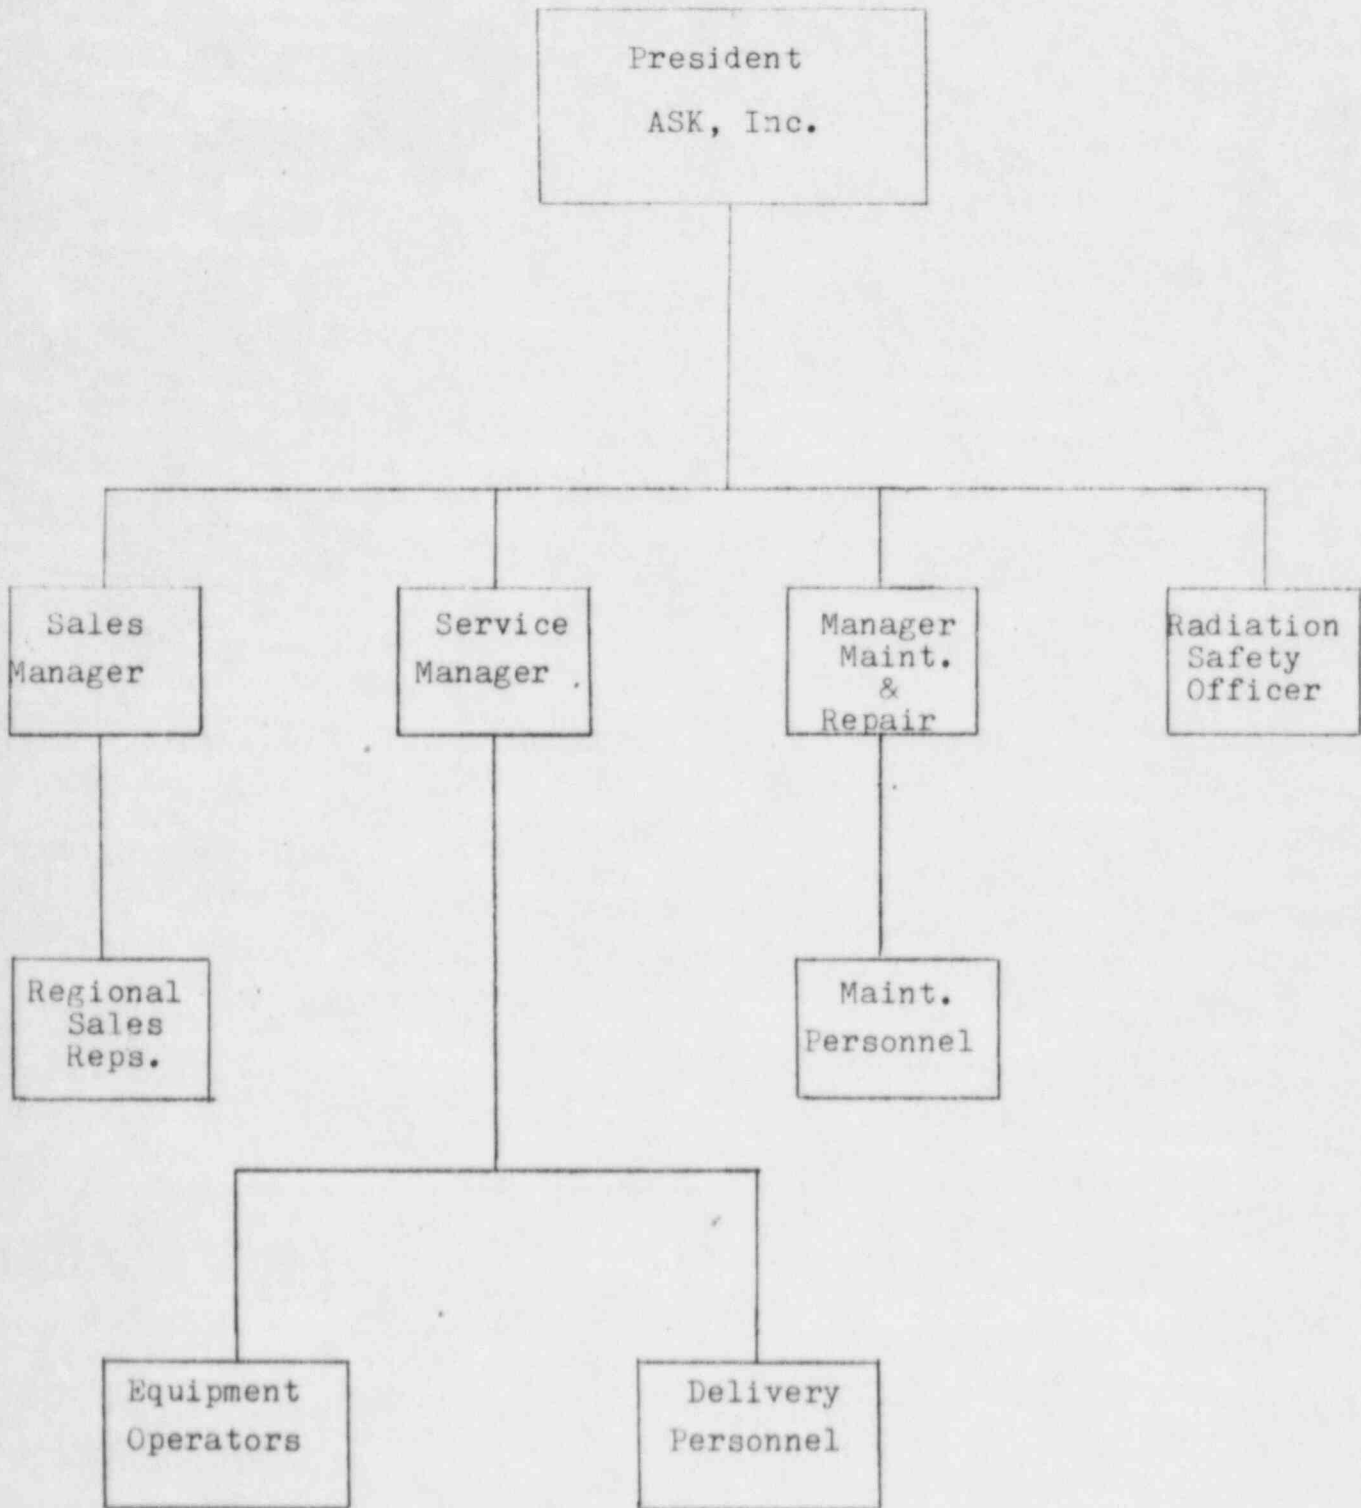 President
ASK, Inc.
Sales
Manager
Service
Manager
Manager
Maint.
&
Repair
Radiation
Safety
Officer
Regional
Sales
Reps.
Maint.
Personnel
Equipment
Operators
Delivery
Personnel